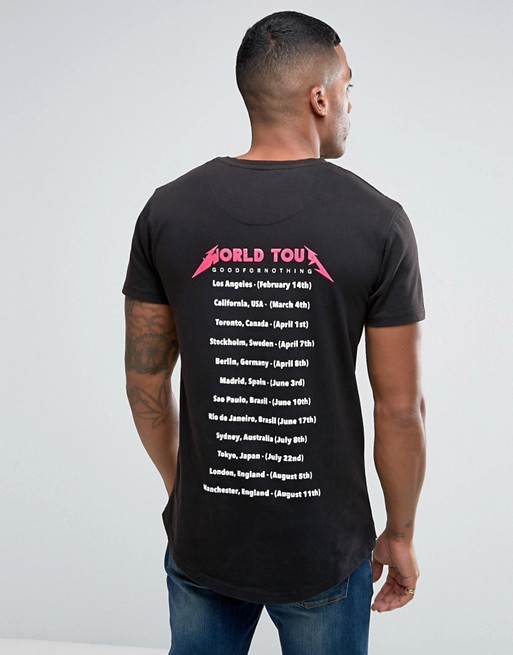 WORLD TOUR
GOODFORNOTHING
Los Angeles - (February 14th)
California, USA - (March 4th)
Toronto, Canada - (April 1st)
Stockholm, Sweden - (April 7th)
Berlin, Germany - (April 8th)
Madrid, Spain - (June 3rd)
Sao Paulo, Brasil - (June 10th)
Rio de Janeiro, Brasil (June 17th)
Sydney, Australia (July 8th)
Tokyo, Japan - (July 22nd)
London, England - (August 5th)
Manchester, England - (August 11th)